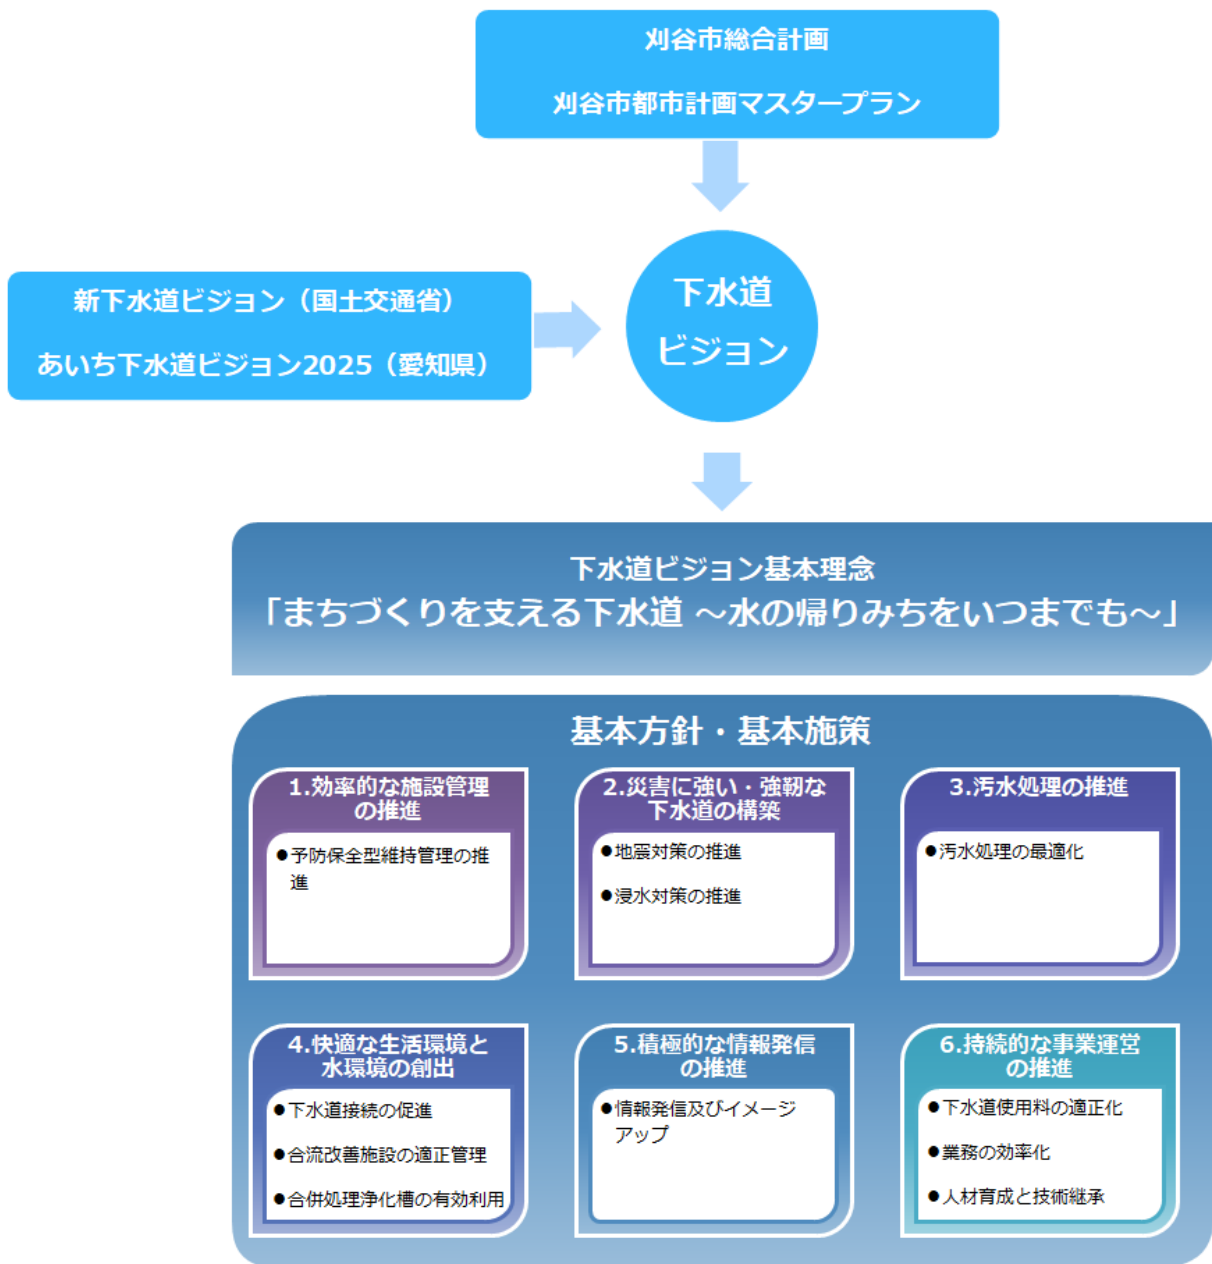 刈谷市総合計画
刈谷市都市計画マスタープラン
新下水道ビジョン（国土交通省）
あいち下水道ビジョン2025（愛知県）
下水道
ビジョン
下水道ビジョン基本理念
「まちづくりを支える下水道 ～水の帰りみちをいつまでも～」
基本方針・基本施策
1.効率的な施設管理
の推進
●予防保全型維持管理の推
進
2.災害に強い・強靭な
下水道の構築
●地震対策の推進
●浸水対策の推進
3.汚水処理の推進
●汚水処理の最適化
4.快適な生活環境と
水環境の創出
●下水道接続の促進
●合流改善施設の適正管理
●合併処理浄化槽の有効利用
5.積極的な情報発信
の推進
●情報発信及びイメージ
アップ
6.持続的な事業運営
の推進
●下水道使用料の適正化
●業務の効率化
●人材育成と技術継承